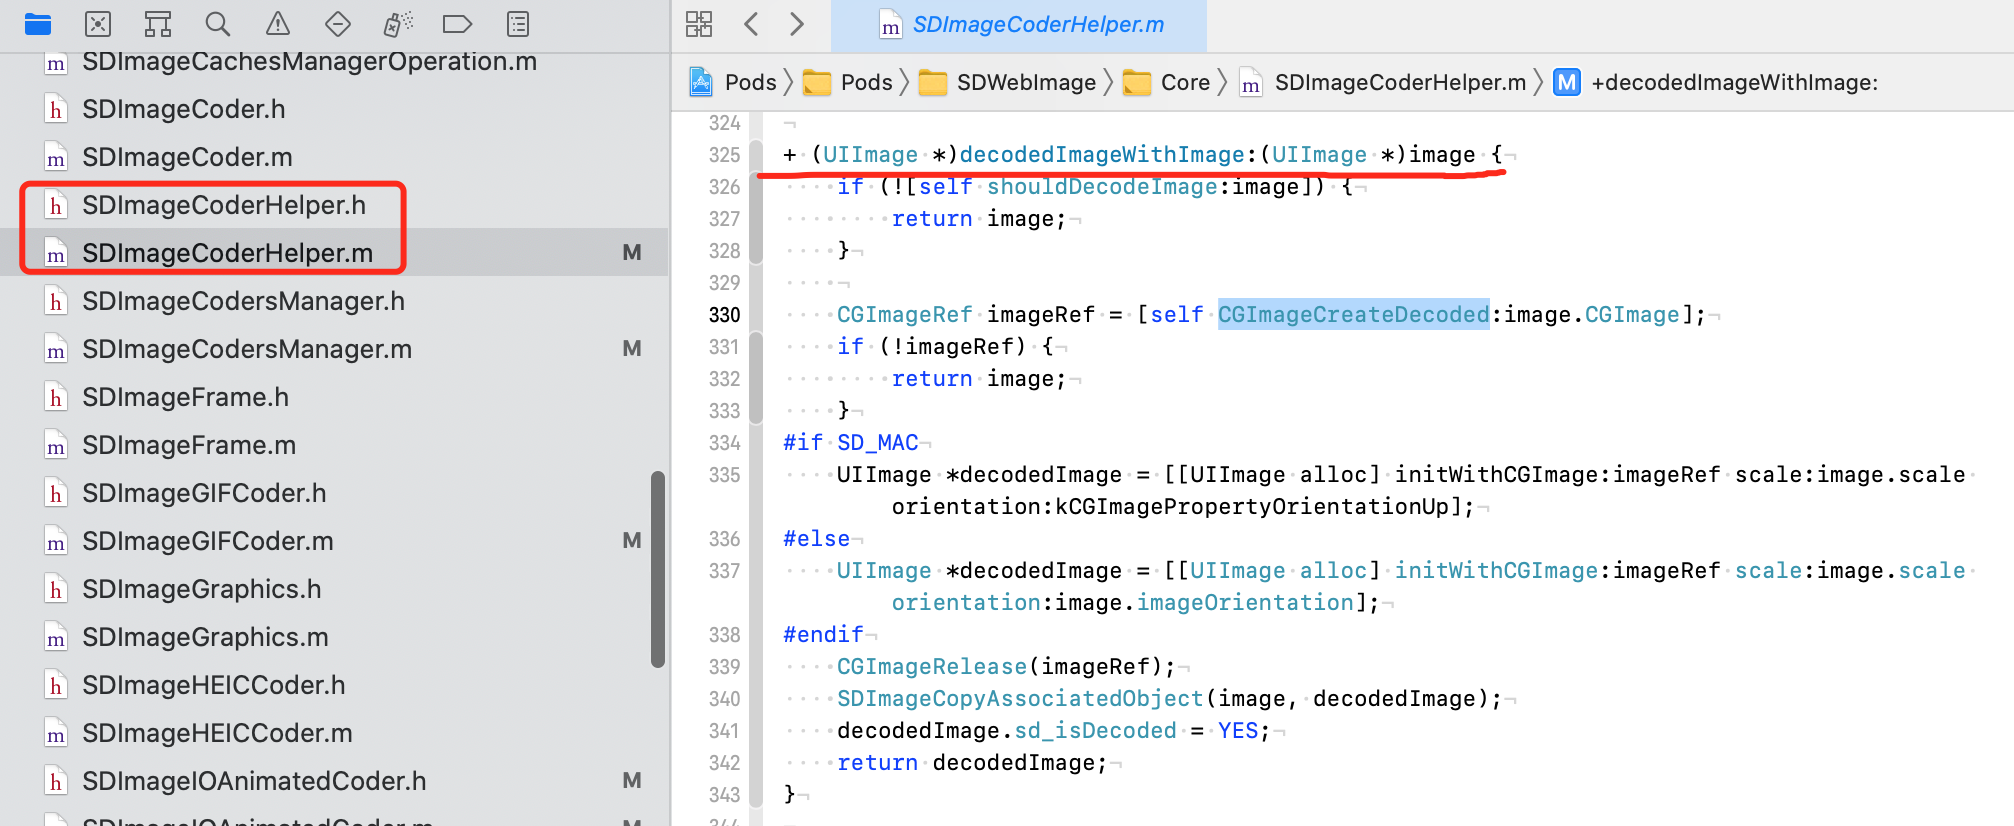 SDImageCachesManagerOperation.m
h SDImageCoder.h
m SDImageCoder.m
h SDImageCoderHelper.h
m SDImageCoderHelper.m M
h SDImageCodersManager.h
m SDImageCodersManager.m M
h SDImageFrame.h
m SDImageFrame.m
h SDImageGIFCoder.h
m SDImageGIFCoder.m M
h SDImageGraphics.h
m SDImageGraphics.m
h SDImageHEICCoder.h
m SDImageHEICCoder.m
h SDImageIOAnimatedCoder.h M
SDImageIOAnimatedCoder.m M
m SDImageCoderHelper.m
Pods Pods SDWebImage Core m SDImageCoderHelper.m M +decodedImageWithImage:
324
325 + (UIImage *)decodedImageWithImage:(UIImage *)image {
326 if (![self shouldDecodeImage:image]) {
327 return image;
328 }
329
330 CGImageRef imageRef = [self CGImageCreateDecoded:image.CGImage];
331 if (!imageRef) {
332 return image;
333 }
334 #if SD_MAC
335 UIImage *decodedImage = [[UIImage alloc] initWithCGImage:imageRef scale:image.scale
orientation:kCGImagePropertyOrientationUp];
336 #else
337 UIImage *decodedImage = [[UIImage alloc] initWithCGImage:imageRef scale:image.scale
orientation:image.imageOrientation];
338 #endif
339 CGImageRelease(imageRef);
340 SDImageCopyAssociatedObject(image, decodedImage);
341 decodedImage.sd_isDecoded = YES;
342 return decodedImage;
343 }
344